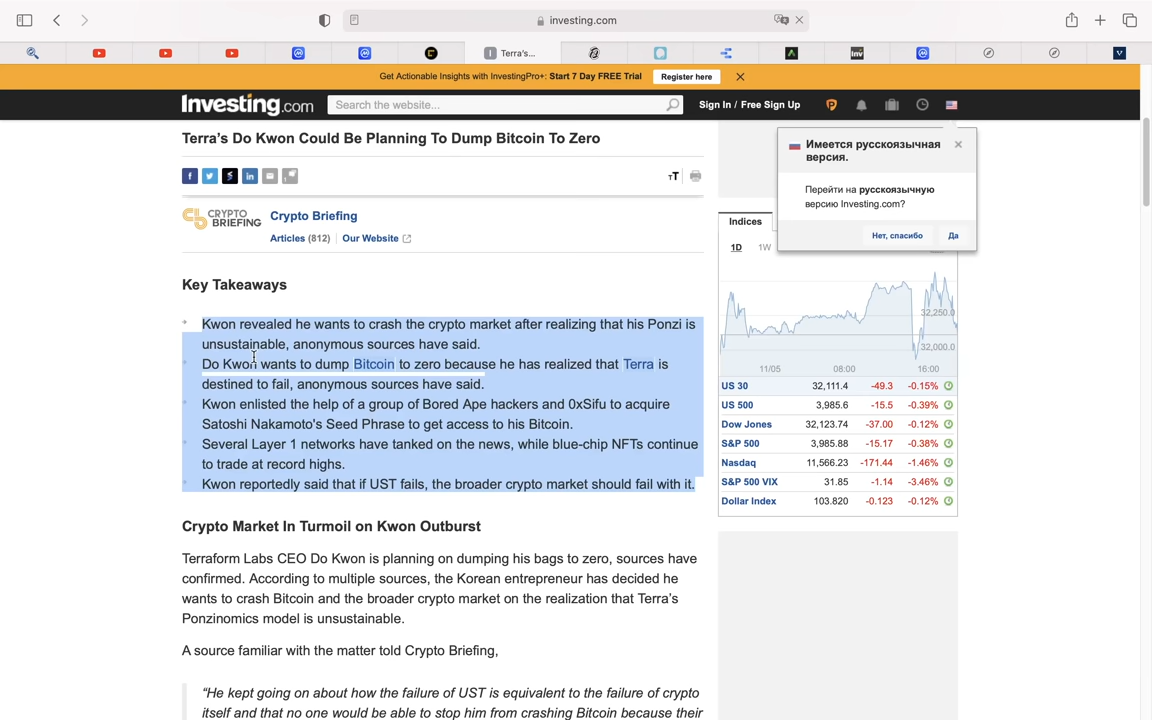 investing.com
Terra's...
Get Actionable Insights with InvestingPro+: Start 7 Day FREE Trial
Register here
Investing.com
Search the website...
Sign In / Free Sign Up
Terra's Do Kwon Could Be Planning To Dump Bitcoin To Zero
Имеется русскоязычная
версия.
Перейти на русскоязычную
версию Investing.com?
Нет, спасибо
Да
CRYPTO
BRIEFING
Crypto Briefing
Articles (812)
Our Website
Key Takeaways
Kwon revealed he wants to crash the crypto market after realizing that his Ponzi is
unsustainable, anonymous sources have said.
Do Kwon wants to dump Bitcoin to zero because he has realized that Terra is
destined to fail, anonymous sources have said.
Kwon enlisted the help of a group of Bored Ape hackers and 0xSifu to acquire
Satoshi Nakamoto's Seed Phrase to get access to his Bitcoin.
Several Layer 1 networks have tanked on the news, while blue-chip NFTs continue
to trade at record highs.
Kwon reportedly said that if UST fails, the broader crypto market should fail with it.
Crypto Market In Turmoil on Kwon Outburst
Terraform Labs CEO Do Kwon is planning on dumping his bags to zero, sources have
confirmed. According to multiple sources, the Korean entrepreneur has decided he
wants to crash Bitcoin and the broader crypto market on the realization that Terra's
Ponzinomics model is unsustainable.
A source familiar with the matter told Crypto Briefing,
"He kept going on about how the failure of UST is equivalent to the failure of crypto
itself and that no one would be able to stop him from crashing Bitcoin because their
Indices
1D 1W
32,250.0
32,000.0
11/05 08:00 16:00
US 30 32,111.4 -49.3 -0.15%
US 500 3,985.6 -15.5 -0.39%
Dow Jones 32,123.74 -37.00 -0.12%
S&P 500 3,985.88 -15.17 -0.38%
Nasdaq 11,566.23 -171.44 -1.46%
S&P 500 VIX 31.85 -1.14 -3.46%
Dollar Index 103.820 -0.123 -0.12%